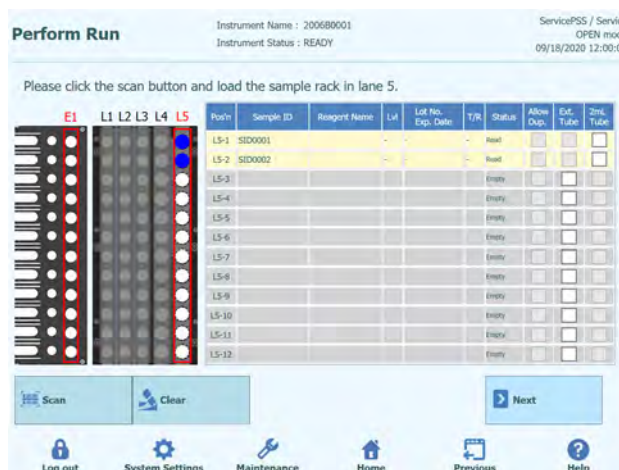 Perform Run
Instrument Name : 200680001
Instrument Status : READY
ServicePSS / Servi
OPEN mod
09/18/2020 12:00:0
Please click the scan button and load the sample rack in lane 5.
E1 L1 L2 L3 L4 L5
Pos'n Sample ID Reagent Name Lvl Lot No. Exp. Date T/R Status Allow Dup. Ext. Tube 2mL Tube
L5-1 SID0001 - - - Read
L5-2 SID0002 - - - Read
L5-3 Empty
L5-4 Empty
L5-5 Empty
L5-6 Empty
L5-7 Empty
L5-8 Empty
L5-9 Empty
L5-10 Empty
L5-11 Empty
L5-12 Empty
Scan Clear Next
Log out System Settings Maintenance Home Previous Help